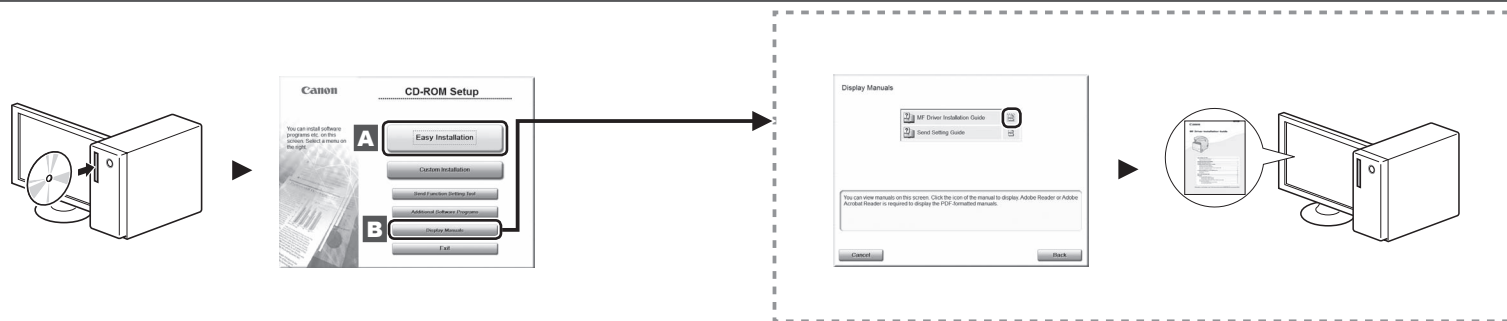 Canon
CD-ROM Setup
You can install software
programs etc. on this
screen. Select a menu on
the right.
A
Easy Installation
Custom Installation
Send Function Setting Tool
Additional Software Programs
B
Display Manuals
Exit
Display Manuals
MF Driver Installation Guide
Send Setting Guide
You can view manuals on this screen. Click the icon of the manual to display. Adobe Reader or Adobe
Acrobat Reader is required to display the PDF-formatted manuals.
Cancel
Back
Canon
MF Driver Installation Guide